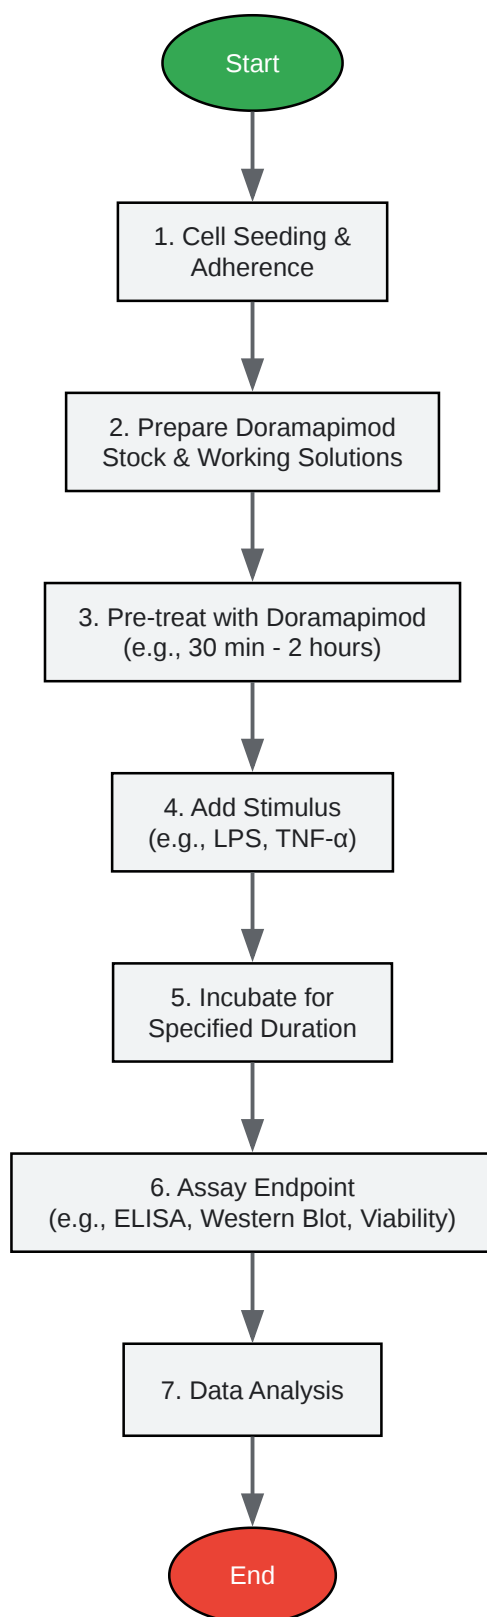 Start
1. Cell Seeding &
Adherence
2. Prepare Doramapimod
Stock & Working Solutions
3. Pre-treat with Doramapimod
(e.g., 30 min - 2 hours)
4. Add Stimulus
(e.g., LPS, TNF-α)
5. Incubate for
Specified Duration
6. Assay Endpoint
(e.g., ELISA, Western Blot, Viability)
7. Data Analysis
End